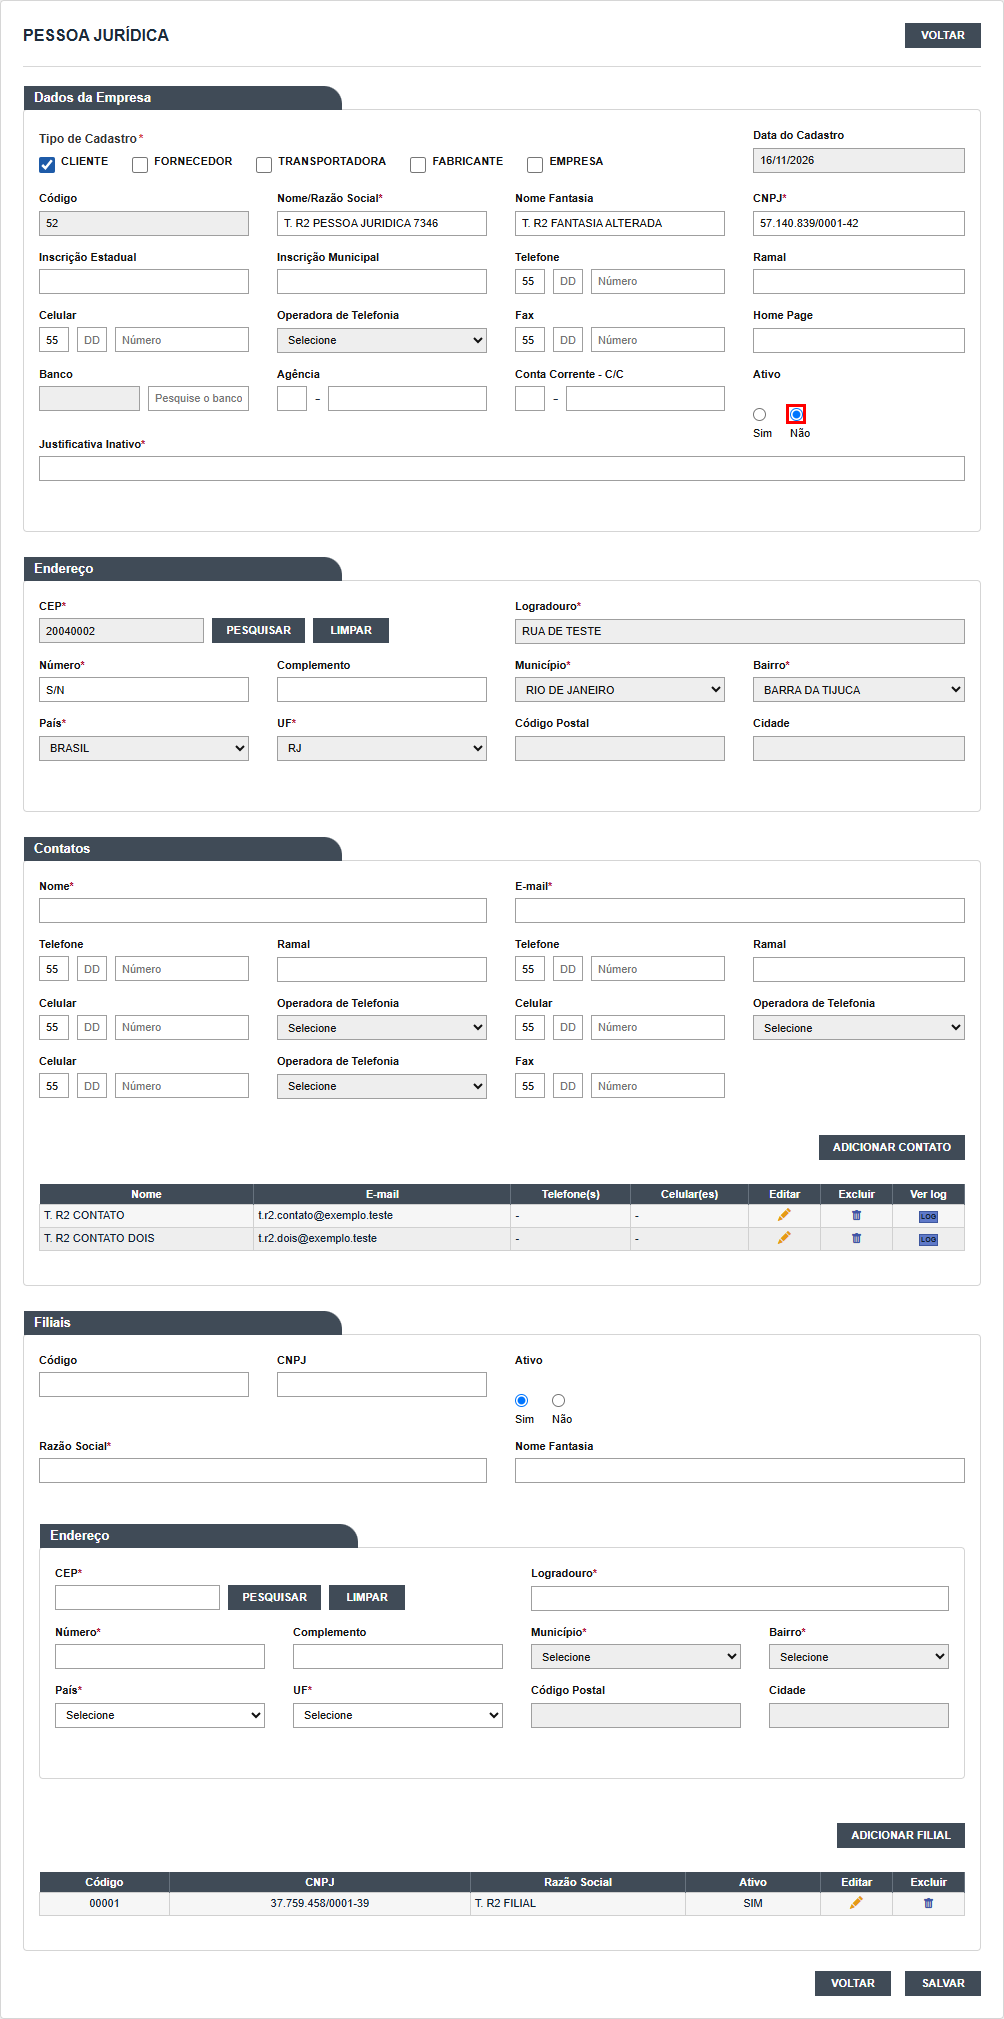 PESSOA JURÍDICA
VOLTAR
Dados da Empresa
Tipo de Cadastro*
Data do Cadastro
CLIENTE FORNECEDOR TRANSPORTADORA FABRICANTE EMPRESA
16/11/2026
Código Nome/Razão Social* Nome Fantasia CNPJ*
52 T. R2 PESSOA JURIDICA 7346 T. R2 FANTASIA ALTERADA 57.140.839/0001-42
Inscrição Estadual Inscrição Municipal Telefone Ramal
55 DD Número
Celular Operadora de Telefonia Fax Home Page
55 DD Número Selecione 55 DD Número
Banco Agência Conta Corrente - C/C Ativo
Pesquise o banco - -
Sim Não
Justificativa Inativo*
Endereço
CEP* Logradouro*
20040002 PESQUISAR LIMPAR RUA DE TESTE
Número* Complemento Município* Bairro*
S/N RIO DE JANEIRO BARRA DA TIJUCA
País* UF* Código Postal Cidade
BRASIL RJ
Contatos
Nome* E-mail*
Telefone Ramal Telefone Ramal
55 DD Número 55 DD Número
Celular Operadora de Telefonia Celular Operadora de Telefonia
55 DD Número Selecione 55 DD Número Selecione
Celular Operadora de Telefonia Fax
55 DD Número Selecione 55 DD Número
ADICIONAR CONTATO
Nome E-mail Telefone(s) Celular(es) Editar Excluir Ver log
T. R2 CONTATO t.r2.contato@exemplo.teste - - LOG
T. R2 CONTATO DOIS t.r2.dois@exemplo.teste - - LOG
Filiais
Código CNPJ Ativo
Sim Não
Razão Social* Nome Fantasia
Endereço
CEP* Logradouro*
PESQUISAR LIMPAR
Número* Complemento Município* Bairro*
Selecione Selecione
País* UF* Código Postal Cidade
Selecione Selecione
ADICIONAR FILIAL
Código CNPJ Razão Social Ativo Editar Excluir
00001 37.759.458/0001-39 T. R2 FILIAL SIM
VOLTAR SALVAR